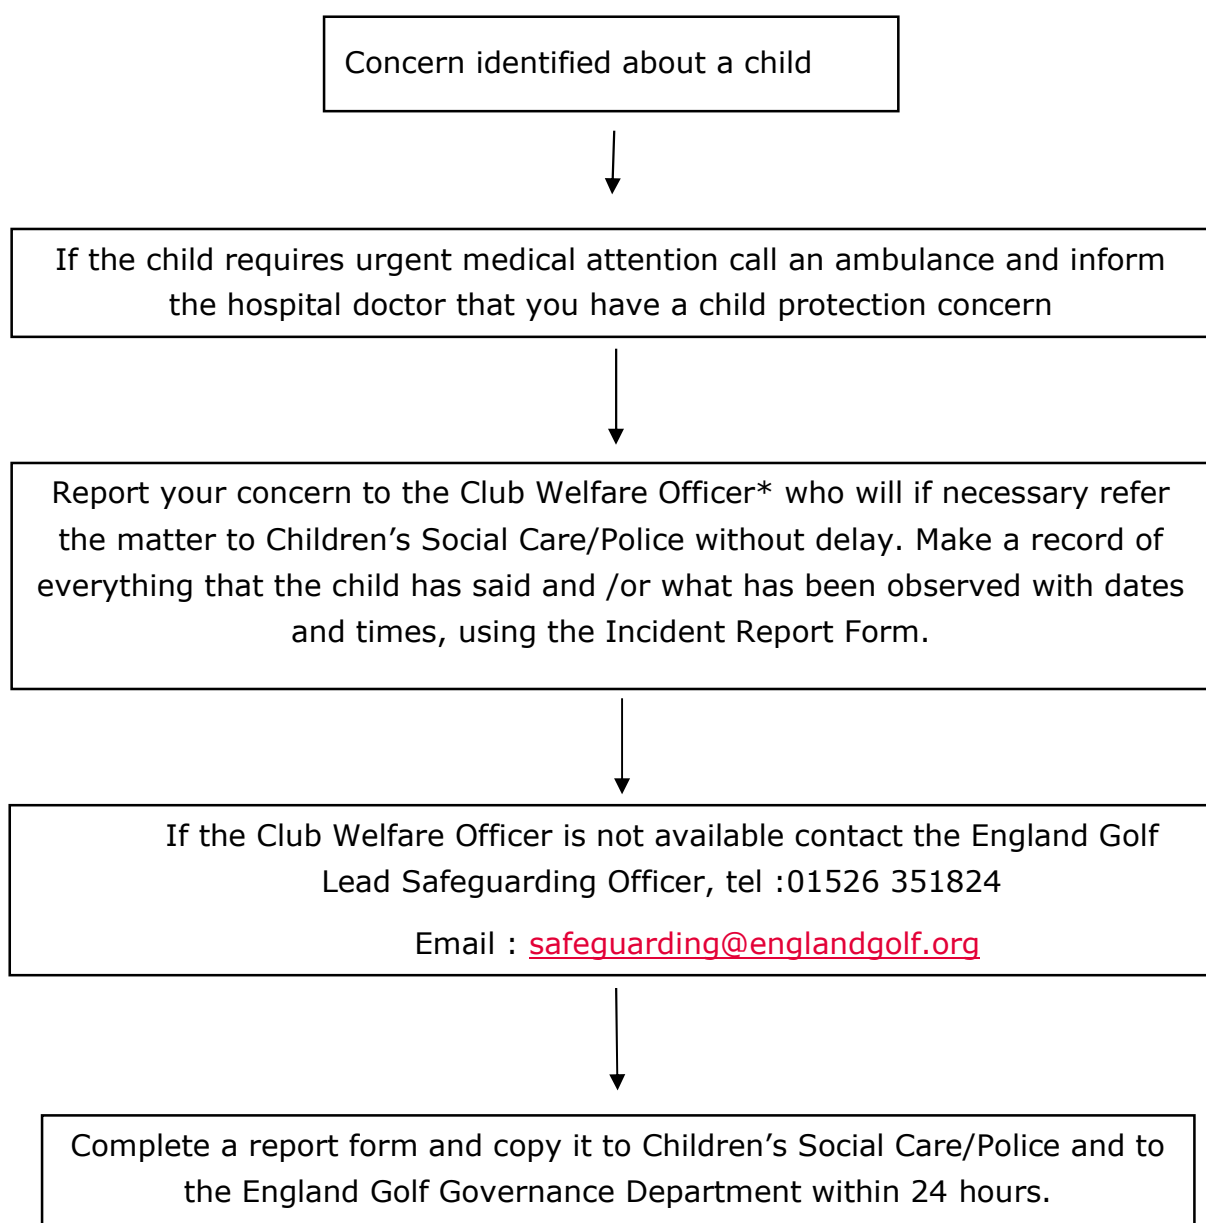 Concern identified about a child
If the child requires urgent medical attention call an ambulance and inform
the hospital doctor that you have a child protection concern
Report your concern to the Club Welfare Officer* who will if necessary refer
the matter to Children’s Social Care/Police without delay. Make a record of
everything that the child has said and /or what has been observed with dates
and times, using the Incident Report Form.
If the Club Welfare Officer is not available contact the England Golf
Lead Safeguarding Officer, tel :01526 351824
Email : safeguarding@englandgolf.org
Complete a report form and copy it to Children’s Social Care/Police and to
the England Golf Governance Department within 24 hours.